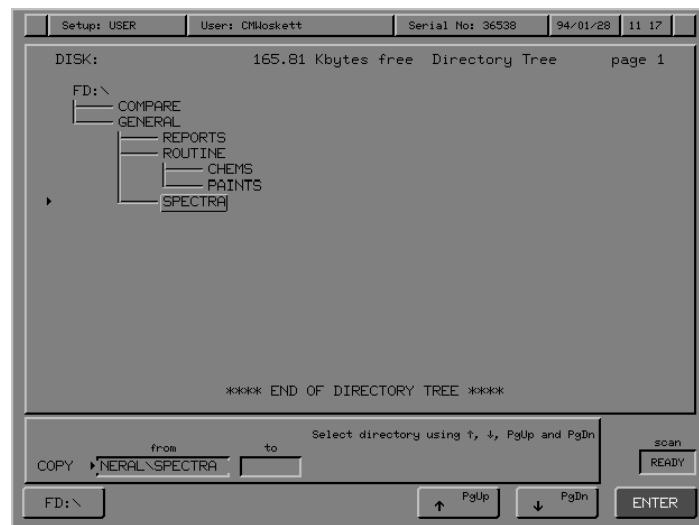 Setup: USER User: CMWoskett Serial No: 36538 94/01/28 11 17
DISK: 165.81 Kbytes free Directory Tree page 1
FD:\
COMPARE
GENERAL
REPORTS
ROUTINE
CHEMS
PAINTS
SPECTRA
**** END OF DIRECTORY TREE ****
Select directory using ↑, ↓, PgUp and PgDn
from to scan
COPY NERAL\SPECTRA READY
FD:\ ↑ PgUp ↓ PgDn ENTER